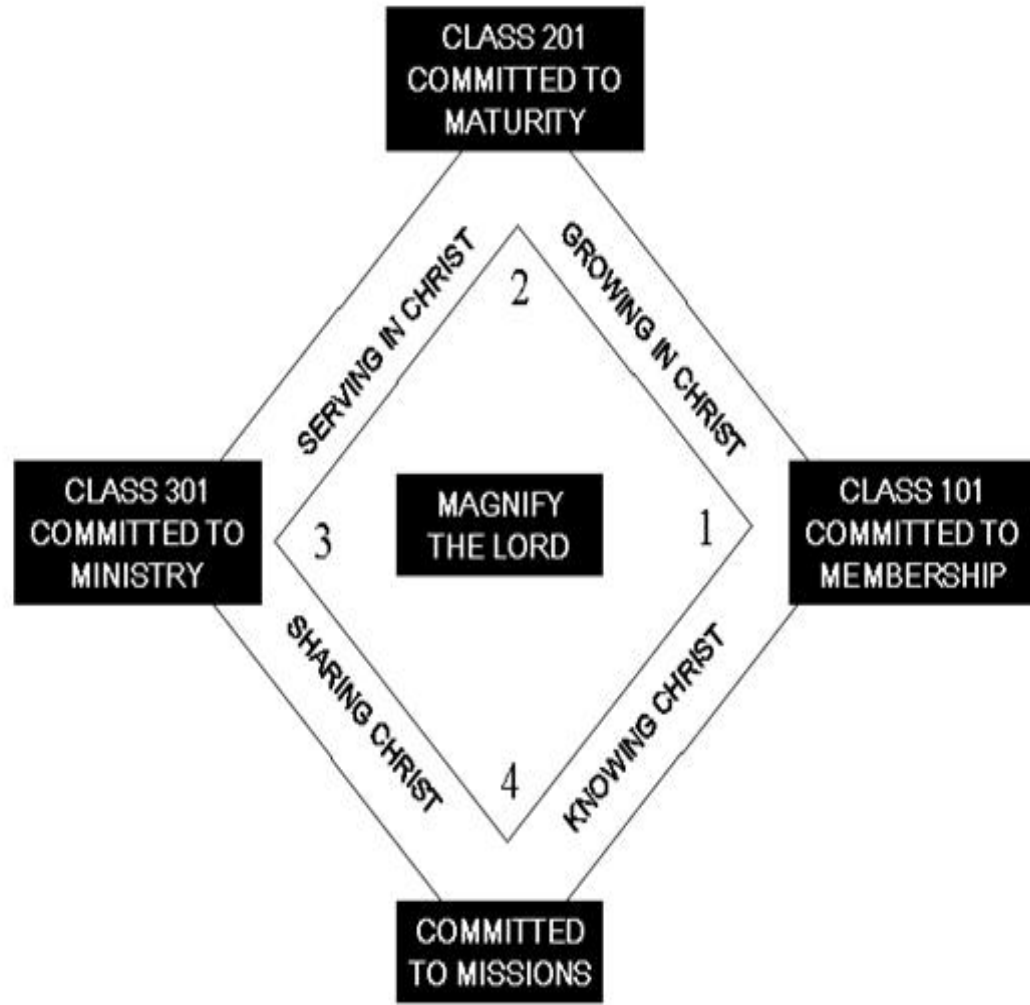 CLASS 201
COMMITTED TO
MATURITY
SERVING IN CHRIST
GROWING IN CHRIST
2
CLASS 301
COMMITTED TO
MINISTRY
3
MAGNIFY
THE LORD
1
CLASS 101
COMMITTED TO
MEMBERSHIP
SHARING CHRIST
KNOWING CHRIST
4
COMMITTED
TO MISSIONS